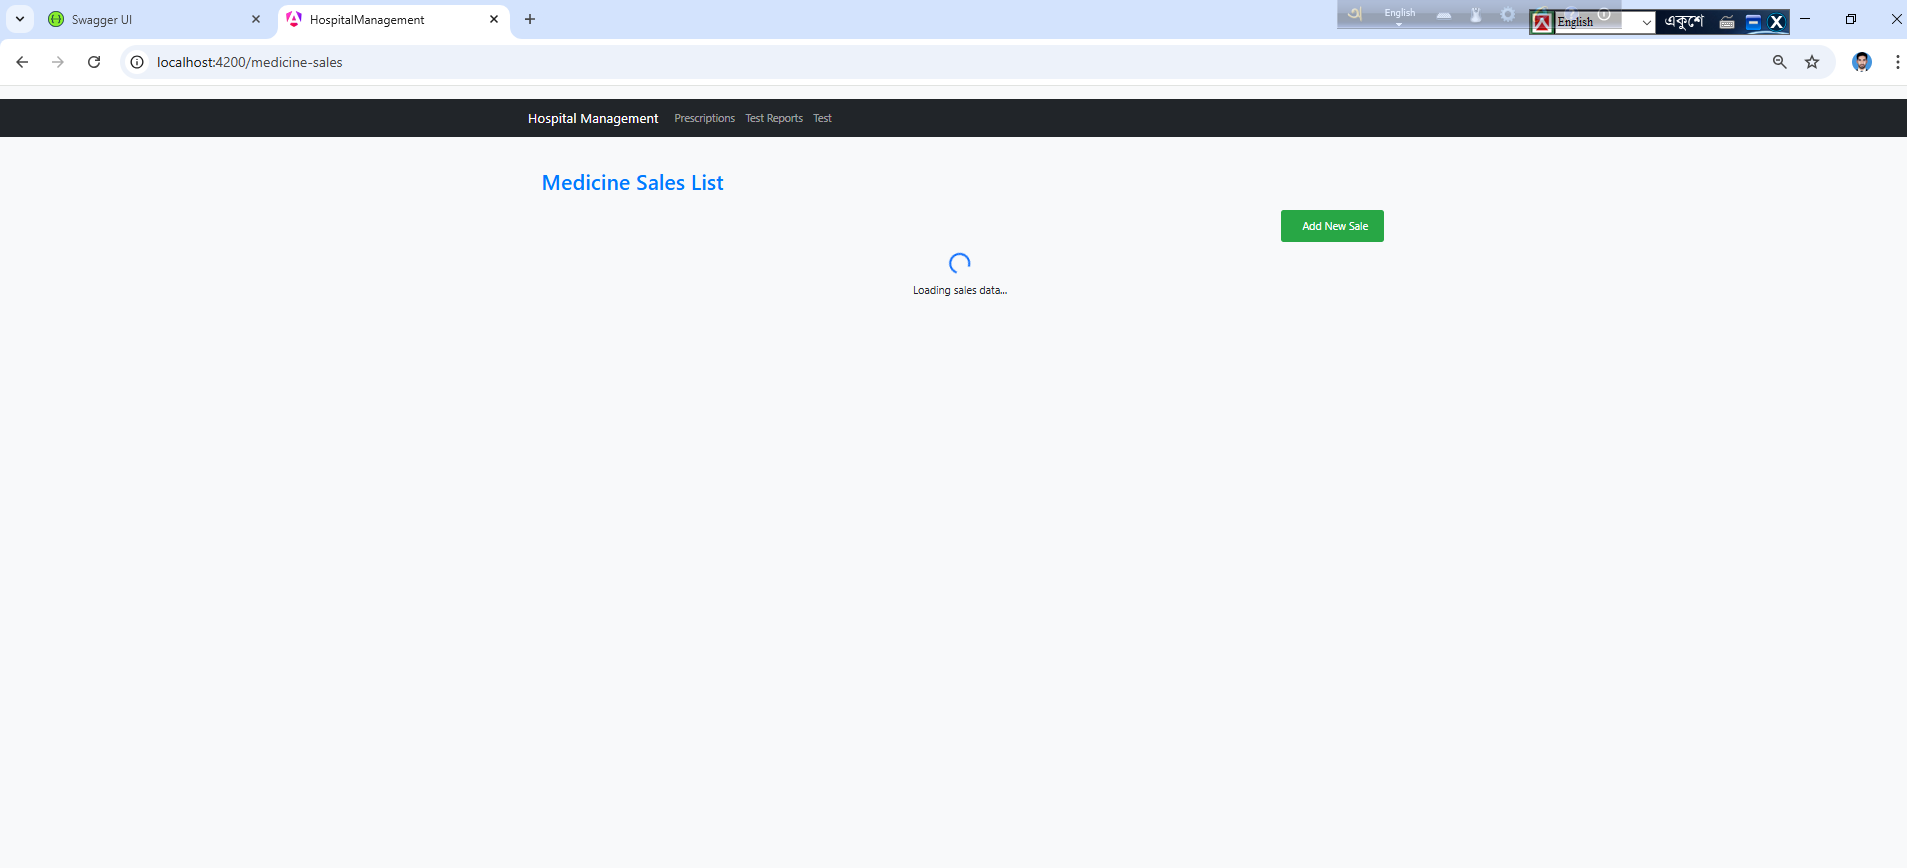 Swagger UI
HospitalManagement
English
English
একুশে
localhost:4200/medicine-sales
Hospital Management Prescriptions Test Reports Test
Medicine Sales List
Add New Sale
Loading sales data...